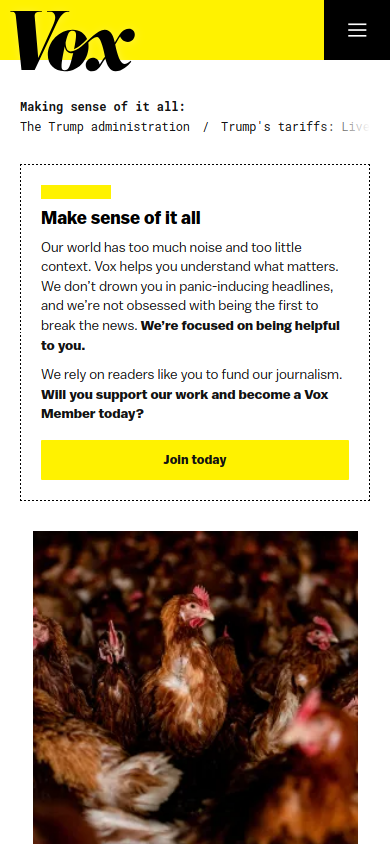 Vox
Making sense of it all:
The Trump administration / Trump's tariffs: Live
Make sense of it all
Our world has too much noise and too little
context. Vox helps you understand what matters.
We don't drown you in panic-inducing headlines,
and we're not obsessed with being the first to
break the news. We're focused on being helpful
to you.
We rely on readers like you to fund our journalism.
Will you support our work and become a Vox
Member today?
Join today